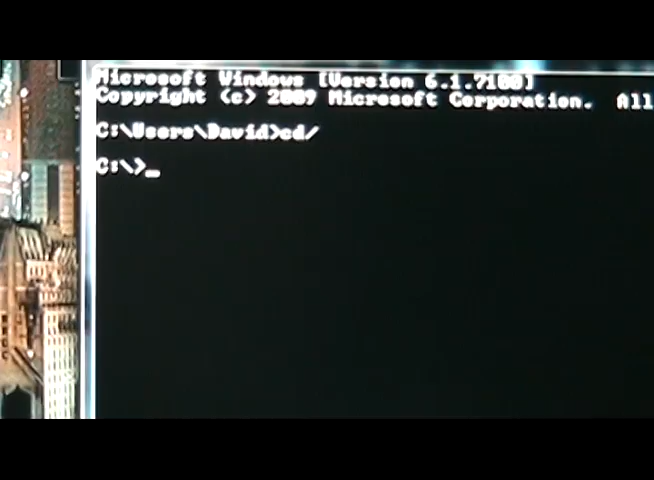 Microsoft Windows [Version 6.1.7100]
Copyright (c) 2009 Microsoft Corporation. All
C:\Users\David>cd/
C:\>_